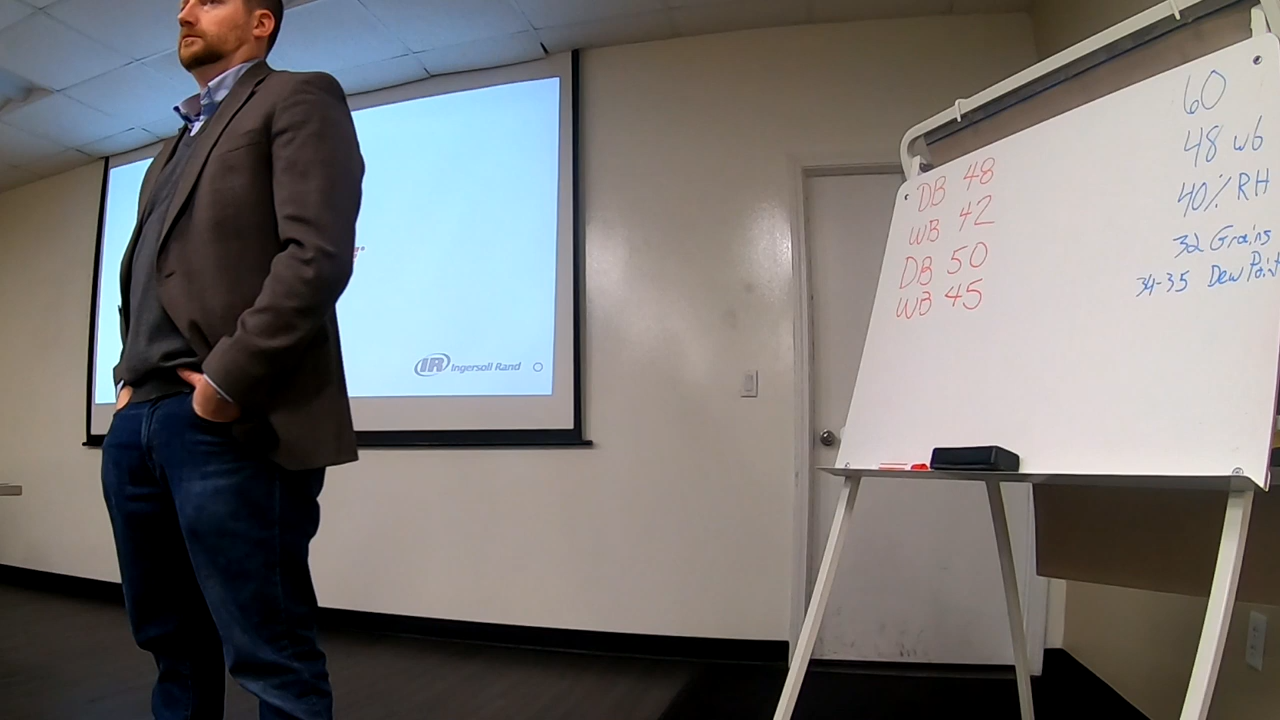 IR Ingersoll Rand
DB 48
WB 42
DB 50
WB 45
60
48 wb
40% RH
32 Grains
34-35 Dew Point